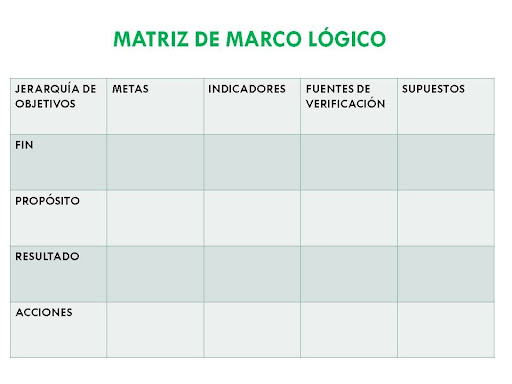 MATRIZ DE MARCO LÓGICO
JERARQUÍA DE OBJETIVOS
METAS
INDICADORES
FUENTES DE VERIFICACIÓN
SUPUESTOS
FIN
PROPÓSITO
RESULTADO
ACCIONES